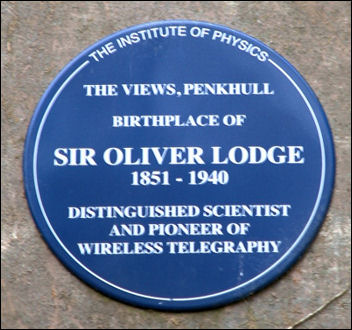 THE INSTITUTE OF PHYSICS
THE VIEWS, PENKHULL
BIRTHPLACE OF
SIR OLIVER LODGE
1851 - 1940
DISTINGUISHED SCIENTIST
AND PIONEER OF
WIRELESS TELEGRAPHY